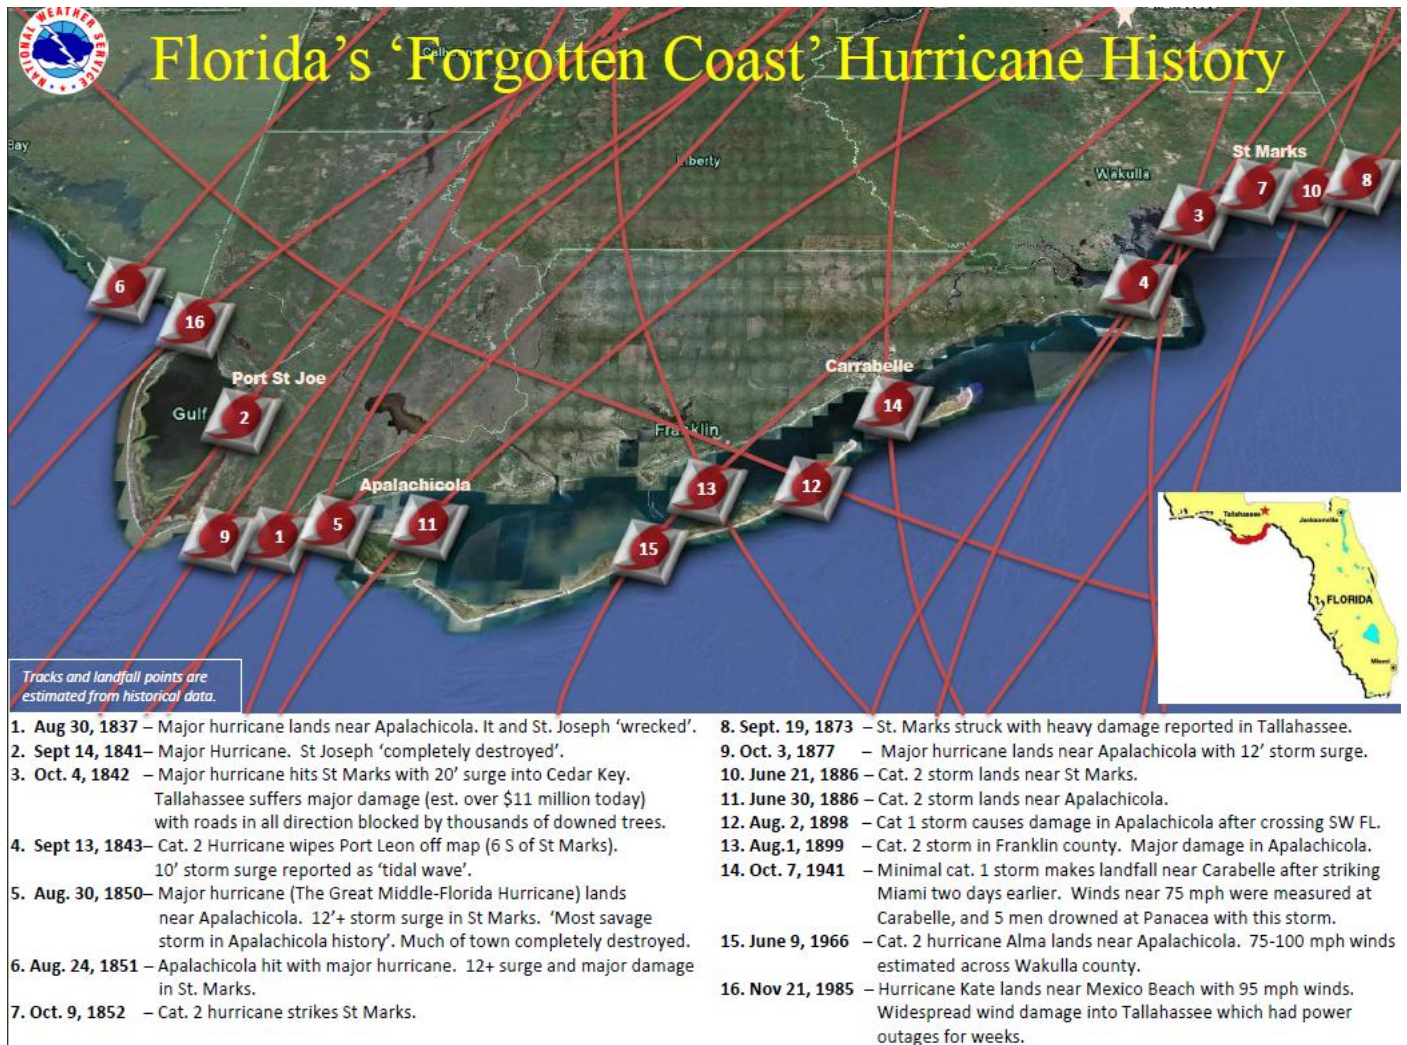 NATIONAL WEATHER SERVICE
Florida's 'Forgotten Coast' Hurricane History
Calhoun
Bay
Liberty
St Marks
Wakulla
3
7
10
8
6
4
16
Port St Joe
Carrabelle
Gulf
2
14
Franklin
Apalachicola
13
12
9
1
5
11
15
Tallahassee
Jacksonville
FLORIDA
Miami
Tracks and landfall points are
estimated from historical data.
1. Aug 30, 1837 – Major hurricane lands near Apalachicola. It and St. Joseph 'wrecked'.
2. Sept 14, 1841– Major Hurricane. St Joseph 'completely destroyed'.
3. Oct. 4, 1842 – Major hurricane hits St Marks with 20' surge into Cedar Key.
Tallahassee suffers major damage (est. over $11 million today)
with roads in all direction blocked by thousands of downed trees.
4. Sept 13, 1843– Cat. 2 Hurricane wipes Port Leon off map (6 S of St Marks).
10' storm surge reported as 'tidal wave'.
5. Aug. 30, 1850– Major hurricane (The Great Middle-Florida Hurricane) lands
near Apalachicola. 12'+ storm surge in St Marks. 'Most savage
storm in Apalachicola history'. Much of town completely destroyed.
6. Aug. 24, 1851 – Apalachicola hit with major hurricane. 12+ surge and major damage
in St. Marks.
7. Oct. 9, 1852 – Cat. 2 hurricane strikes St Marks.
8. Sept. 19, 1873 – St. Marks struck with heavy damage reported in Tallahassee.
9. Oct. 3, 1877 – Major hurricane lands near Apalachicola with 12' storm surge.
10. June 21, 1886 – Cat. 2 storm lands near St Marks.
11. June 30, 1886 – Cat. 2 storm lands near Apalachicola.
12. Aug. 2, 1898 – Cat 1 storm causes damage in Apalachicola after crossing SW FL.
13. Aug.1, 1899 – Cat. 2 storm in Franklin county. Major damage in Apalachicola.
14. Oct. 7, 1941 – Minimal cat. 1 storm makes landfall near Carabelle after striking
Miami two days earlier. Winds near 75 mph were measured at
Carabelle, and 5 men drowned at Panacea with this storm.
15. June 9, 1966 – Cat. 2 hurricane Alma lands near Apalachicola. 75-100 mph winds
estimated across Wakulla county.
16. Nov 21, 1985 – Hurricane Kate lands near Mexico Beach with 95 mph winds.
Widespread wind damage into Tallahassee which had power
outages for weeks.